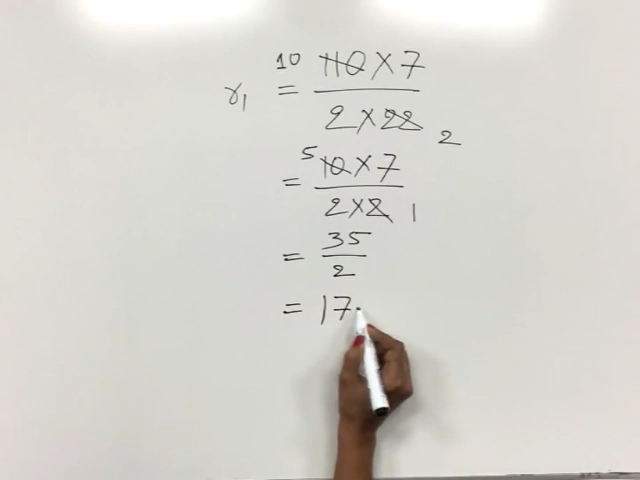 10
r₁ = 110 × 7 / 2 × 22 2
= 5 10 × 7 / 2 × 2 1
= 35 / 2
= 17.